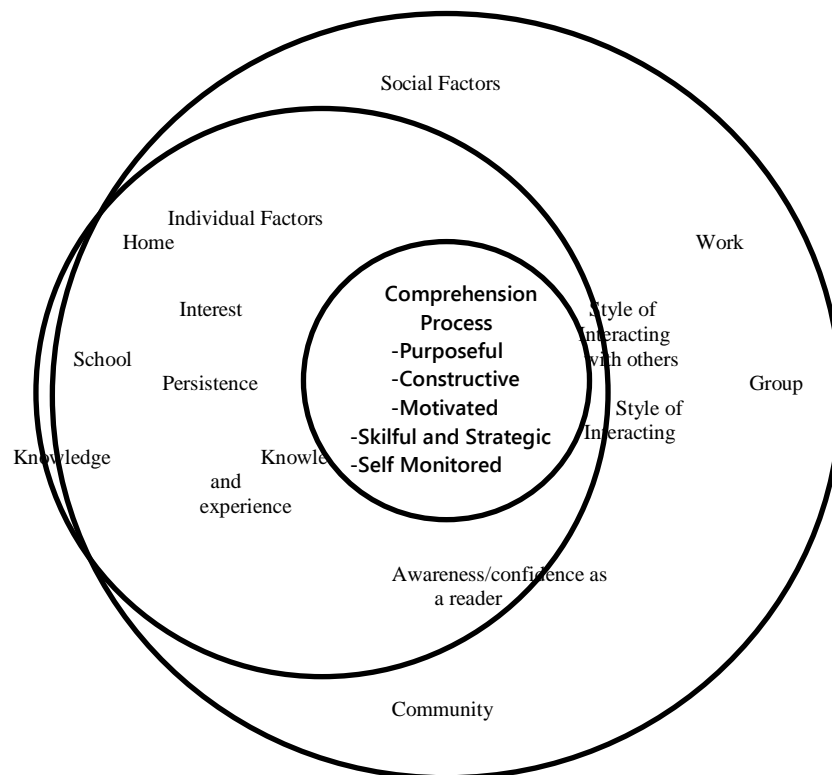 Social Factors
Individual Factors
Home
Work
Interest
School
Persistence
Knowledge
Knowle
and
experience
Comprehension
Process
-Purposeful
-Constructive
-Motivated
-Skilful and Strategic
-Self Monitored
Style of
Interacting
with others
Group
Style of
Interacting
Awareness/confidence as
a reader
Community